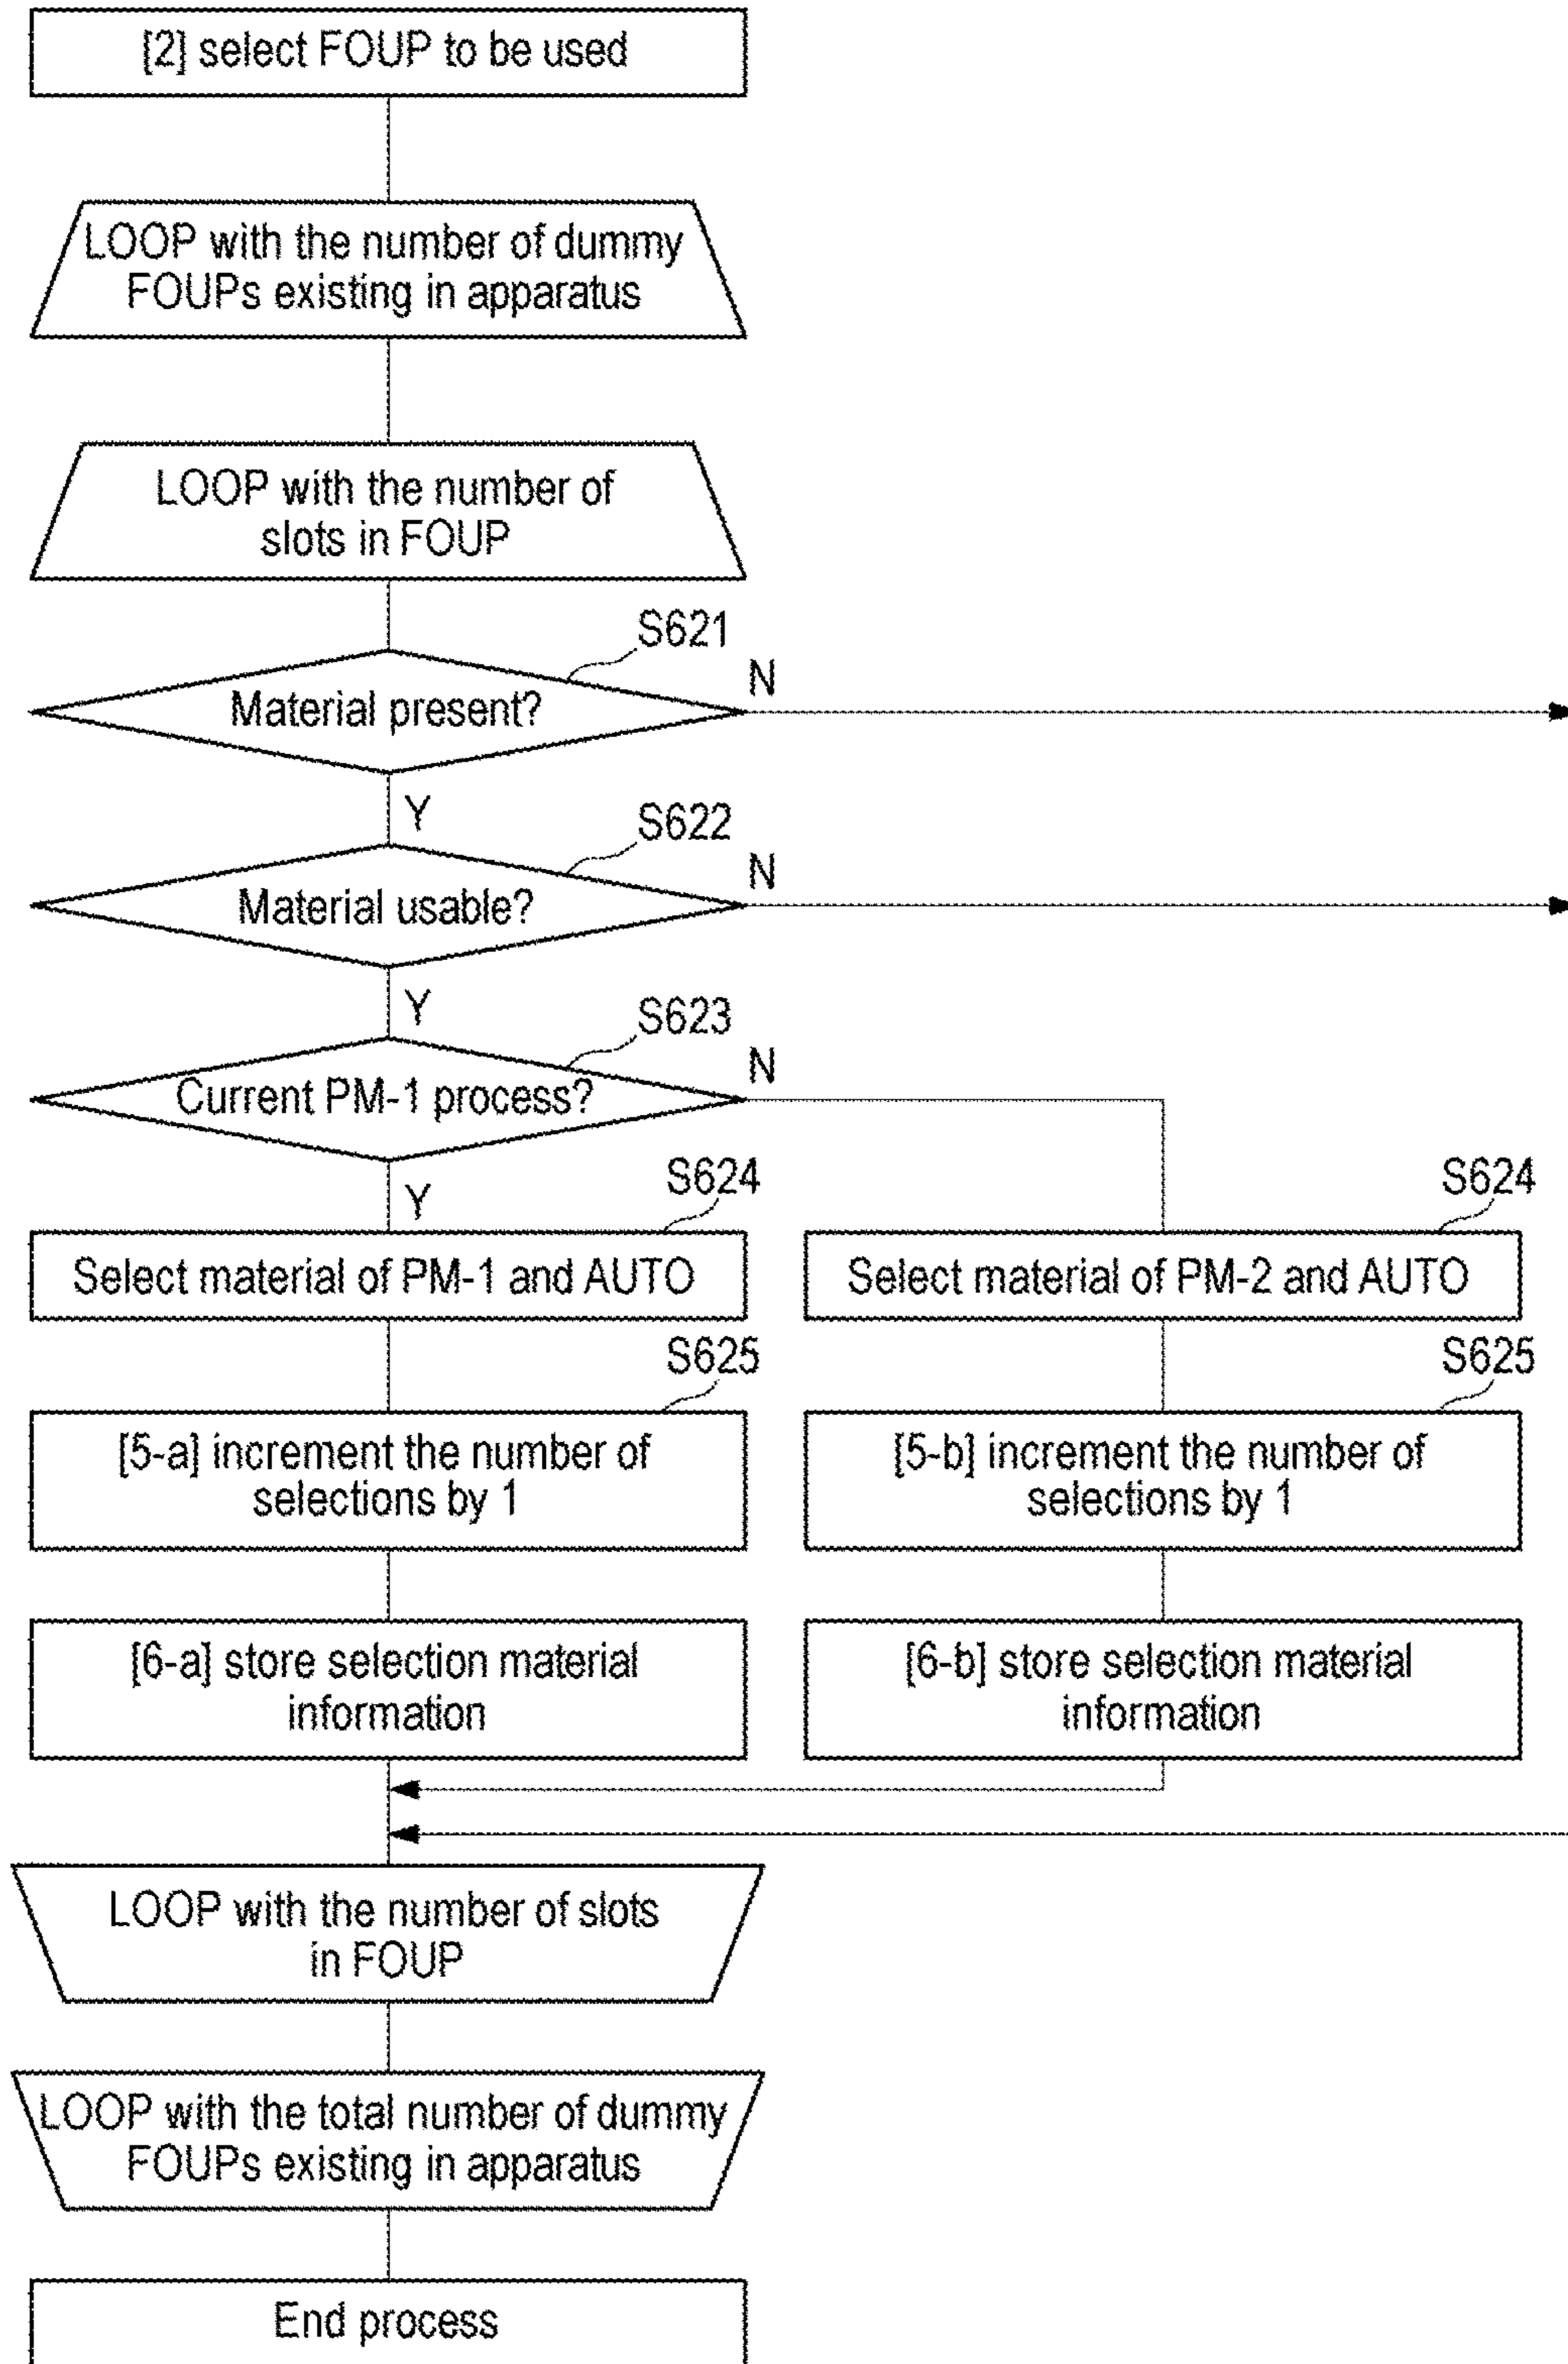 [2] select FOUP to be used
LOOP with the number of dummy
FOUPs existing in apparatus
LOOP with the number of
slots in FOUP
S621
Material present?
N
Y
S622
Material usable?
N
Y
S623
Current PM-1 process?
N
Y
S624
Select material of PM-1 and AUTO
S624
Select material of PM-2 and AUTO
S625
[5-a] increment the number of
selections by 1
S625
[5-b] increment the number of
selections by 1
[6-a] store selection material
information
[6-b] store selection material
information
LOOP with the number of slots
in FOUP
LOOP with the total number of dummy
FOUPs existing in apparatus
End process